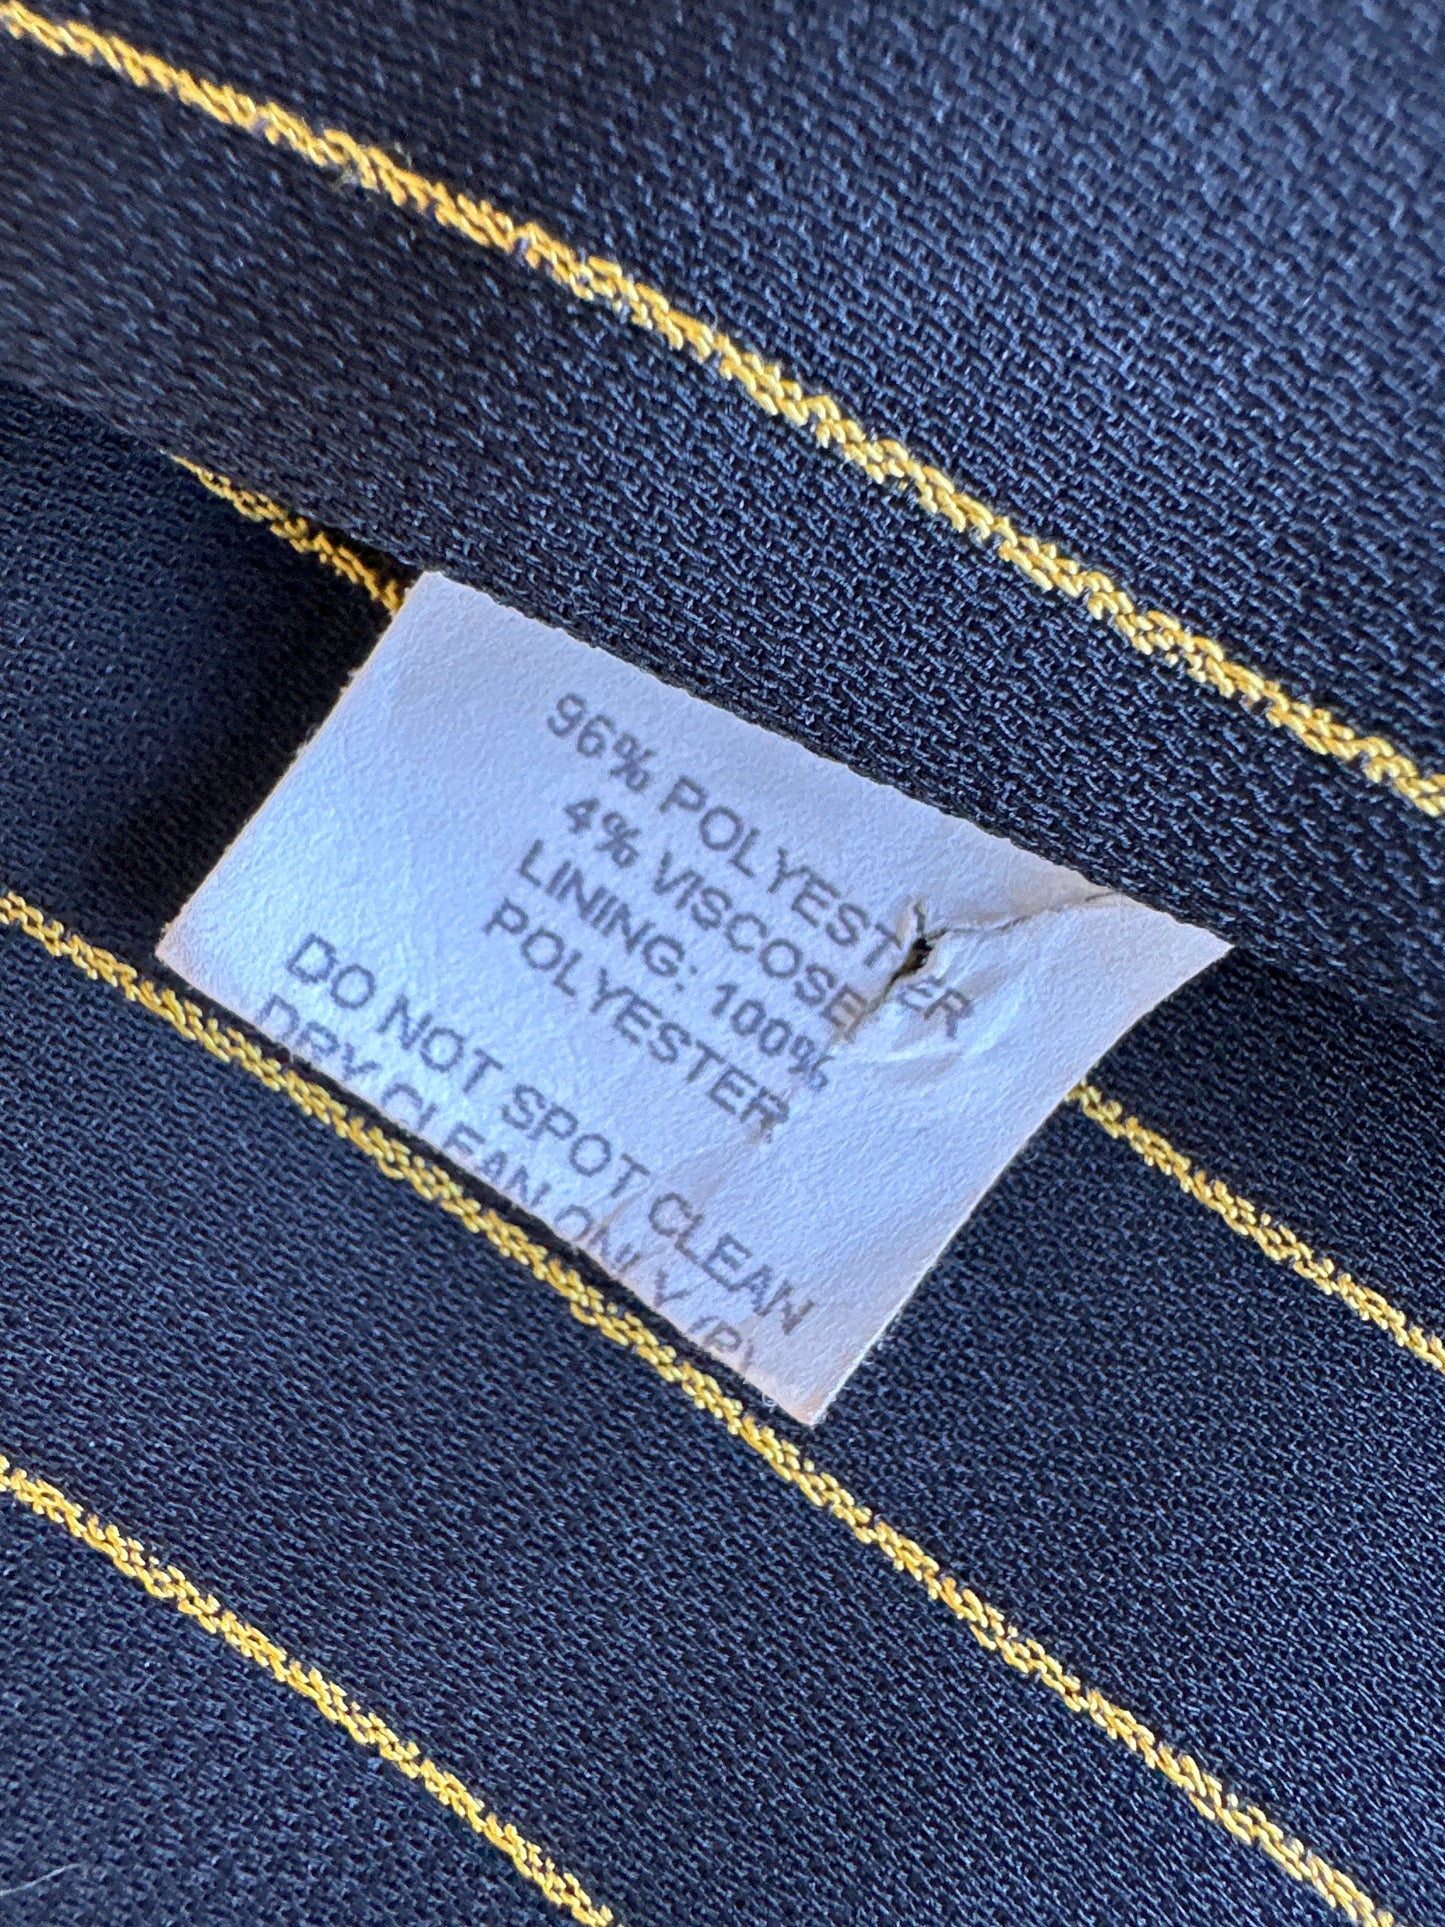 96% POLYESTER
4% VISCOSE
LINING: 100%
POLYESTER
DO NOT SPOT CLEAN
DRY CLEAN ONLY (P)